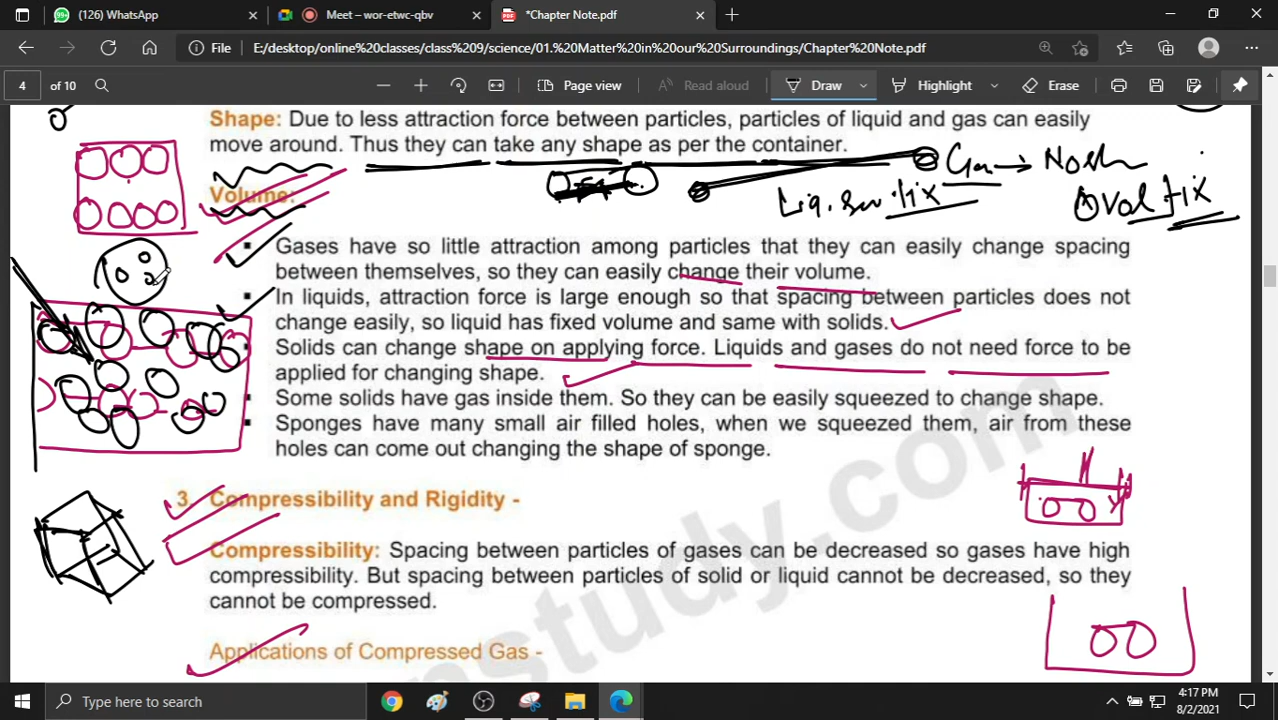 (126) WhatsApp
Meet – wor-etwc-qbv
*Chapter Note.pdf
File
E:/desktop/online%20classes/class%209/science/01.%20Matter%20in%20our%20Surroundings/Chapter%20Note.pdf
4 of 10
Page view
Read aloud
Draw
Highlight
Erase
Shape: Due to less attraction force between particles, particles of liquid and gas can easily
move around. Thus they can take any shape as per the container.
Gas → No sh
Liq. fix
vol fix
Volume:
Gases have so little attraction among particles that they can easily change spacing
between themselves, so they can easily change their volume.
In liquids, attraction force is large enough so that spacing between particles does not
change easily, so liquid has fixed volume and same with solids.
Solids can change shape on applying force. Liquids and gases do not need force to be
applied for changing shape.
Some solids have gas inside them. So they can be easily squeezed to change shape.
Sponges have many small air filled holes, when we squeezed them, air from these
holes can come out changing the shape of sponge.
3. Compressibility and Rigidity -
Compressibility: Spacing between particles of gases can be decreased so gases have high
compressibility. But spacing between particles of solid or liquid cannot be decreased, so they
cannot be compressed.
Applications of Compressed Gas -
nstudy.com
Type here to search
4:17 PM
8/2/2021